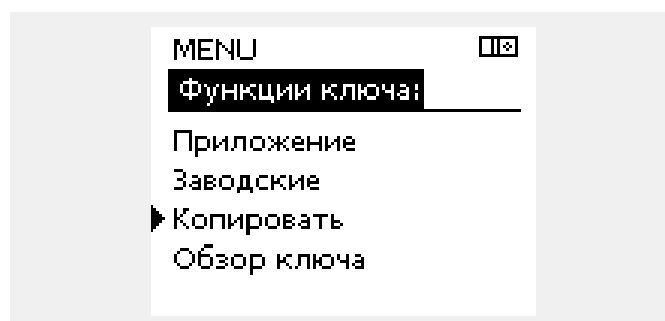 MENU
Функции ключа:
Приложение
Заводские
Копировать
Обзор ключа